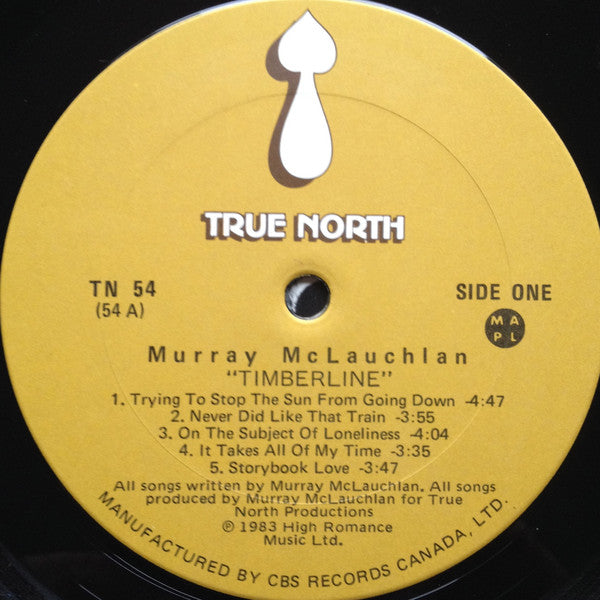 TRUE NORTH
TN 54
(54 A)
SIDE ONE
M A
P L
Murray McLauchlan
"TIMBERLINE"
1. Trying To Stop The Sun From Going Down -4:47
2. Never Did Like That Train -3:55
3. On The Subject Of Loneliness -4:04
4. It Takes All Of My Time -3:35
5. Storybook Love -3:47
All songs written by Murray McLauchlan. All songs
produced by Murray McLauchlan for True
North Productions
℗ 1983 High Romance
Music Ltd.
MANUFACTURED BY CBS RECORDS CANADA, LTD.